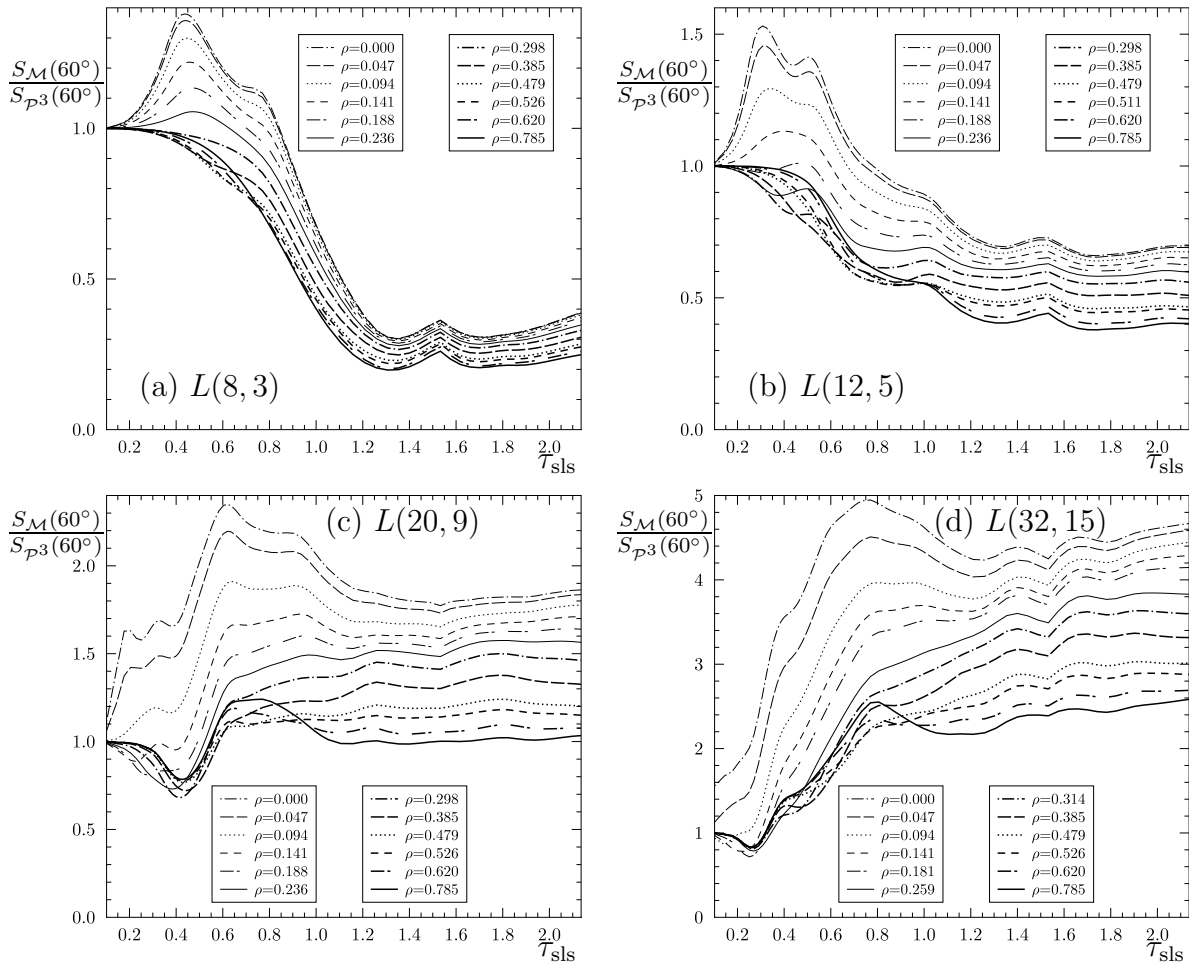 S_M(60°)
S_P³(60°)
1.0
0.5
0.0
ρ=0.000
ρ=0.047
ρ=0.094
ρ=0.141
ρ=0.188
ρ=0.236
ρ=0.298
ρ=0.385
ρ=0.479
ρ=0.526
ρ=0.620
ρ=0.785
(a) L(8, 3)
0.2 0.4 0.6 0.8 1.0 1.2 1.4 1.6 1.8 2.0
τ_sls
S_M(60°)
S_P³(60°)
1.5
1.0
0.5
0.0
ρ=0.000
ρ=0.047
ρ=0.094
ρ=0.141
ρ=0.188
ρ=0.236
ρ=0.298
ρ=0.385
ρ=0.479
ρ=0.511
ρ=0.620
ρ=0.785
(b) L(12, 5)
0.2 0.4 0.6 0.8 1.0 1.2 1.4 1.6 1.8 2.0
τ_sls
S_M(60°)
S_P³(60°)
2.0
1.5
1.0
0.5
0.0
(c) L(20, 9)
ρ=0.000
ρ=0.047
ρ=0.094
ρ=0.141
ρ=0.188
ρ=0.236
ρ=0.298
ρ=0.385
ρ=0.479
ρ=0.526
ρ=0.620
ρ=0.785
0.2 0.4 0.6 0.8 1.0 1.2 1.4 1.6 1.8 2.0
τ_sls
S_M(60°)
S_P³(60°)
5
4
3
2
1
0
(d) L(32, 15)
ρ=0.000
ρ=0.047
ρ=0.094
ρ=0.141
ρ=0.181
ρ=0.259
ρ=0.314
ρ=0.385
ρ=0.479
ρ=0.526
ρ=0.620
ρ=0.785
0.2 0.4 0.6 0.8 1.0 1.2 1.4 1.6 1.8 2.0
τ_sls